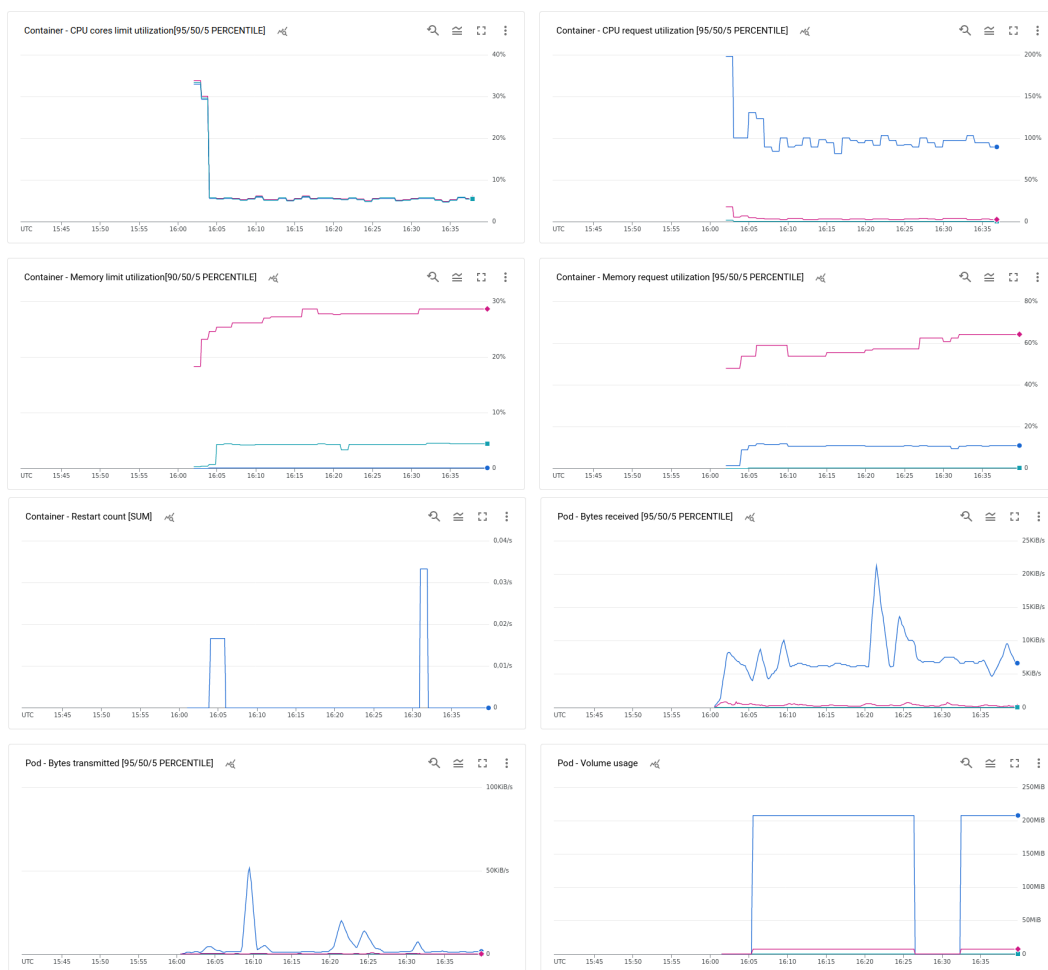 Container - CPU cores limit utilization[95/50/5 PERCENTILE]
40%
30%
20%
10%
0
UTC 15:45 15:50 15:55 16:00 16:05 16:10 16:15 16:20 16:25 16:30 16:35
Container - CPU request utilization [95/50/5 PERCENTILE]
200%
150%
100%
50%
0
UTC 15:45 15:50 15:55 16:00 16:05 16:10 16:15 16:20 16:25 16:30 16:35
Container - Memory limit utilization[90/50/5 PERCENTILE]
30%
20%
10%
0
UTC 15:45 15:50 15:55 16:00 16:05 16:10 16:15 16:20 16:25 16:30 16:35
Container - Memory request utilization [95/50/5 PERCENTILE]
80%
60%
40%
20%
0
UTC 15:45 15:50 15:55 16:00 16:05 16:10 16:15 16:20 16:25 16:30 16:35
Container - Restart count [SUM]
0,04/s
0,03/s
0,02/s
0,01/s
0
UTC 15:45 15:50 15:55 16:00 16:05 16:10 16:15 16:20 16:25 16:30 16:35
Pod - Bytes received [95/50/5 PERCENTILE]
25KiB/s
20KiB/s
15KiB/s
10KiB/s
5KiB/s
0
UTC 15:45 15:50 15:55 16:00 16:05 16:10 16:15 16:20 16:25 16:30 16:35
Pod - Bytes transmitted [95/50/5 PERCENTILE]
100KiB/s
50KiB/s
0
UTC 15:45 15:50 15:55 16:00 16:05 16:10 16:15 16:20 16:25 16:30 16:35
Pod - Volume usage
250MiB
200MiB
150MiB
100MiB
50MiB
0
UTC 15:45 15:50 15:55 16:00 16:05 16:10 16:15 16:20 16:25 16:30 16:35